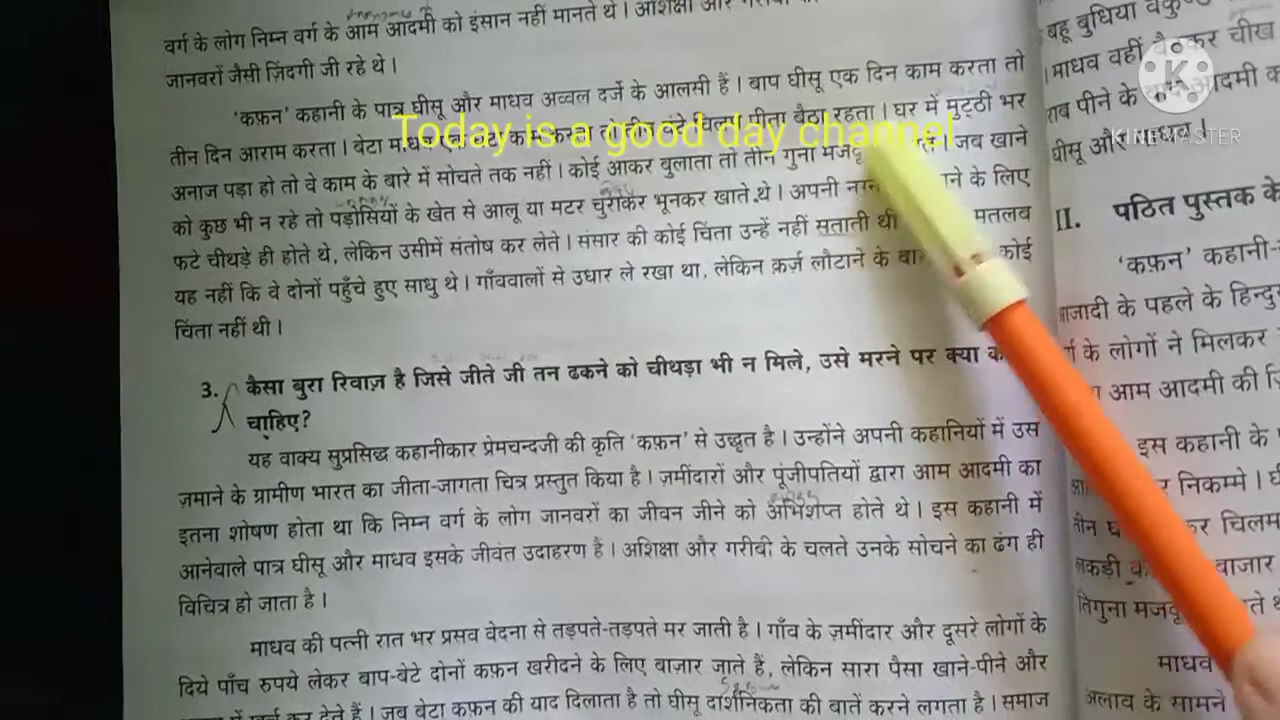 वर्ग के लोग निम्न वर्ग के आम आदमी को इंसान नहीं मानते थे । अशिक्षा और
जानवरों जैसी ज़िंदगी जी रहे थे ।
'कफ़न' कहानी के पात्र घीसू और माधव अव्वल दर्जे के आलसी हैं । बाप घीसू एक दिन काम करता तो
तीन दिन आराम करता । बेटा पीता बैठा रहता । घर में मुट्ठी भर
अनाज पड़ा हो तो वे काम के बारे में सोचते तक नहीं । कोई आकर बुलाता तो तीन गुना जब खाने
को कुछ भी न रहे तो पड़ोसियों के खेत से आलू या मटर चुराकर भूनकर खाते थे । अपनी के लिए
फटे चीथड़े ही होते थे, लेकिन उसीमें संतोष कर लेते । संसार की कोई चिंता उन्हें नहीं सताती थी मतलब
यह नहीं कि वे दोनों पहुँचे हुए साधु थे । गाँववालों से उधार ले रखा था, लेकिन क़र्ज़ लौटाने के कोई
चिंता नहीं थी ।
3. कैसा बुरा रिवाज़ है जिसे जीते जी तन ढकने को चीथड़ा भी न मिले, उसे मरने पर क्या
चाहिए?
यह वाक्य सुप्रसिद्ध कहानीकार प्रेमचन्दजी की कृति 'कफ़न' से उद्धृत है । उन्होंने अपनी कहानियों में उस
ज़माने के ग्रामीण भारत का जीता-जागता चित्र प्रस्तुत किया है । ज़मींदारों और पूंजीपतियों द्वारा आम आदमी का
इतना शोषण होता था कि निम्न वर्ग के लोग जानवरों का जीवन जीने को अभिशप्त होते थे । इस कहानी में
आनेवाले पात्र घीसू और माधव इसके जीवंत उदाहरण हैं । अशिक्षा और गरीबी के चलते उनके सोचने का ढंग ही
विचित्र हो जाता है ।
माधव की पत्नी रात भर प्रसव वेदना से तड़पते-तड़पते मर जाती है । गाँव के ज़मींदार और दूसरे लोगों के
दिये पाँच रुपये लेकर बाप-बेटे दोनों कफ़न खरीदने के लिए बाज़ार जाते हैं, लेकिन सारा पैसा खाने-पीने और
में खर्च कर देते हैं । जब बेटा कफ़न की याद दिलाता है तो घीसू दार्शनिकता की बातें करने लगता है । समाज
Today is a good day channel
KINEMASTER
बहू बुधिया
माधव वहीं बैठकर चीख
पीने के आदमी
घीसू और माधव ।
II. पठित पुस्तक के
'कफ़न' कहानी-
आजादी के पहले के
के लोगों ने मिलकर
आम आदमी की
इस कहानी के
निकम्मे ।
तीन चिलम
बाजार
तिगुना
माधव
अलाव के सामने